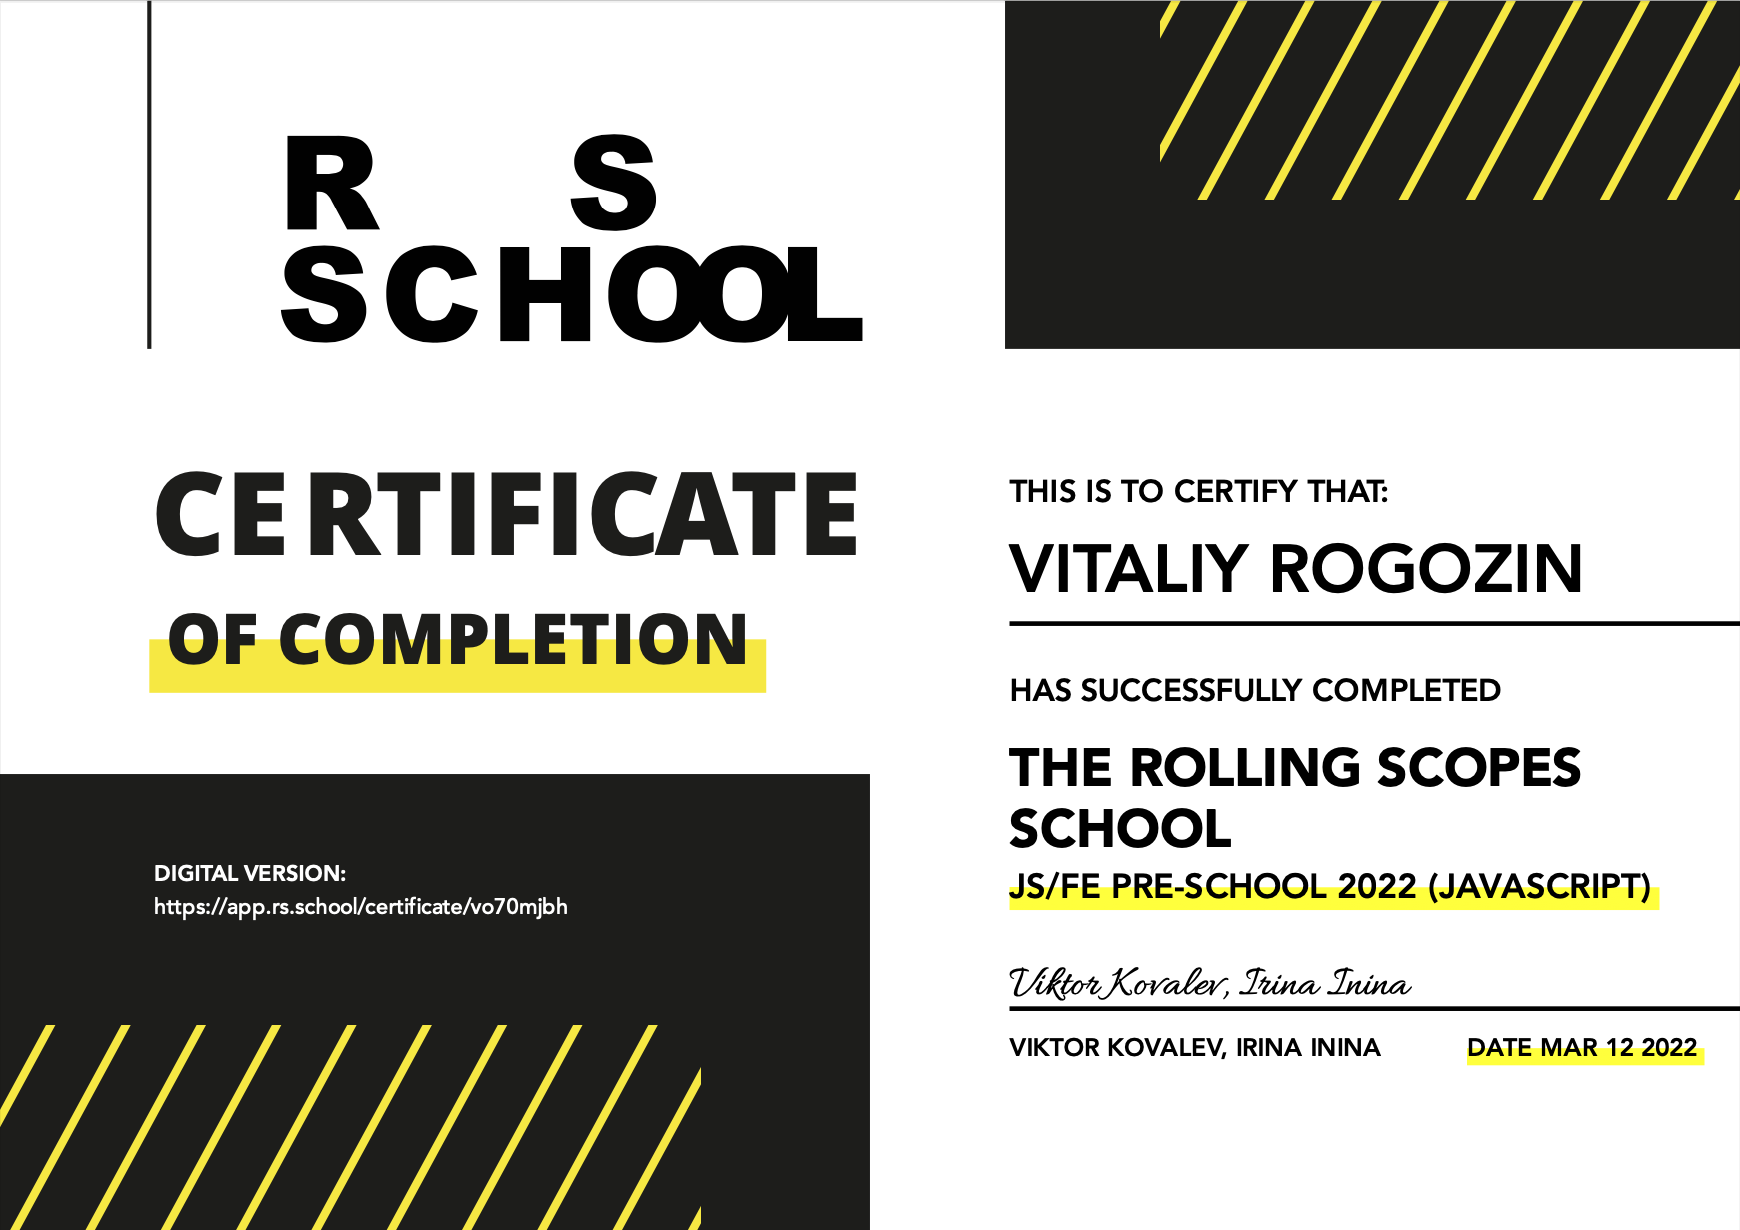 R S
SCHOOL
CERTIFICATE
OF COMPLETION
DIGITAL VERSION:
https://app.rs.school/certificate/vo70mjbh
THIS IS TO CERTIFY THAT:
VITALIY ROGOZIN
HAS SUCCESSFULLY COMPLETED
THE ROLLING SCOPES
SCHOOL
JS/FE PRE-SCHOOL 2022 (JAVASCRIPT)
Viktor Kovalev, Irina Inina
VIKTOR KOVALEV, IRINA ININA DATE MAR 12 2022